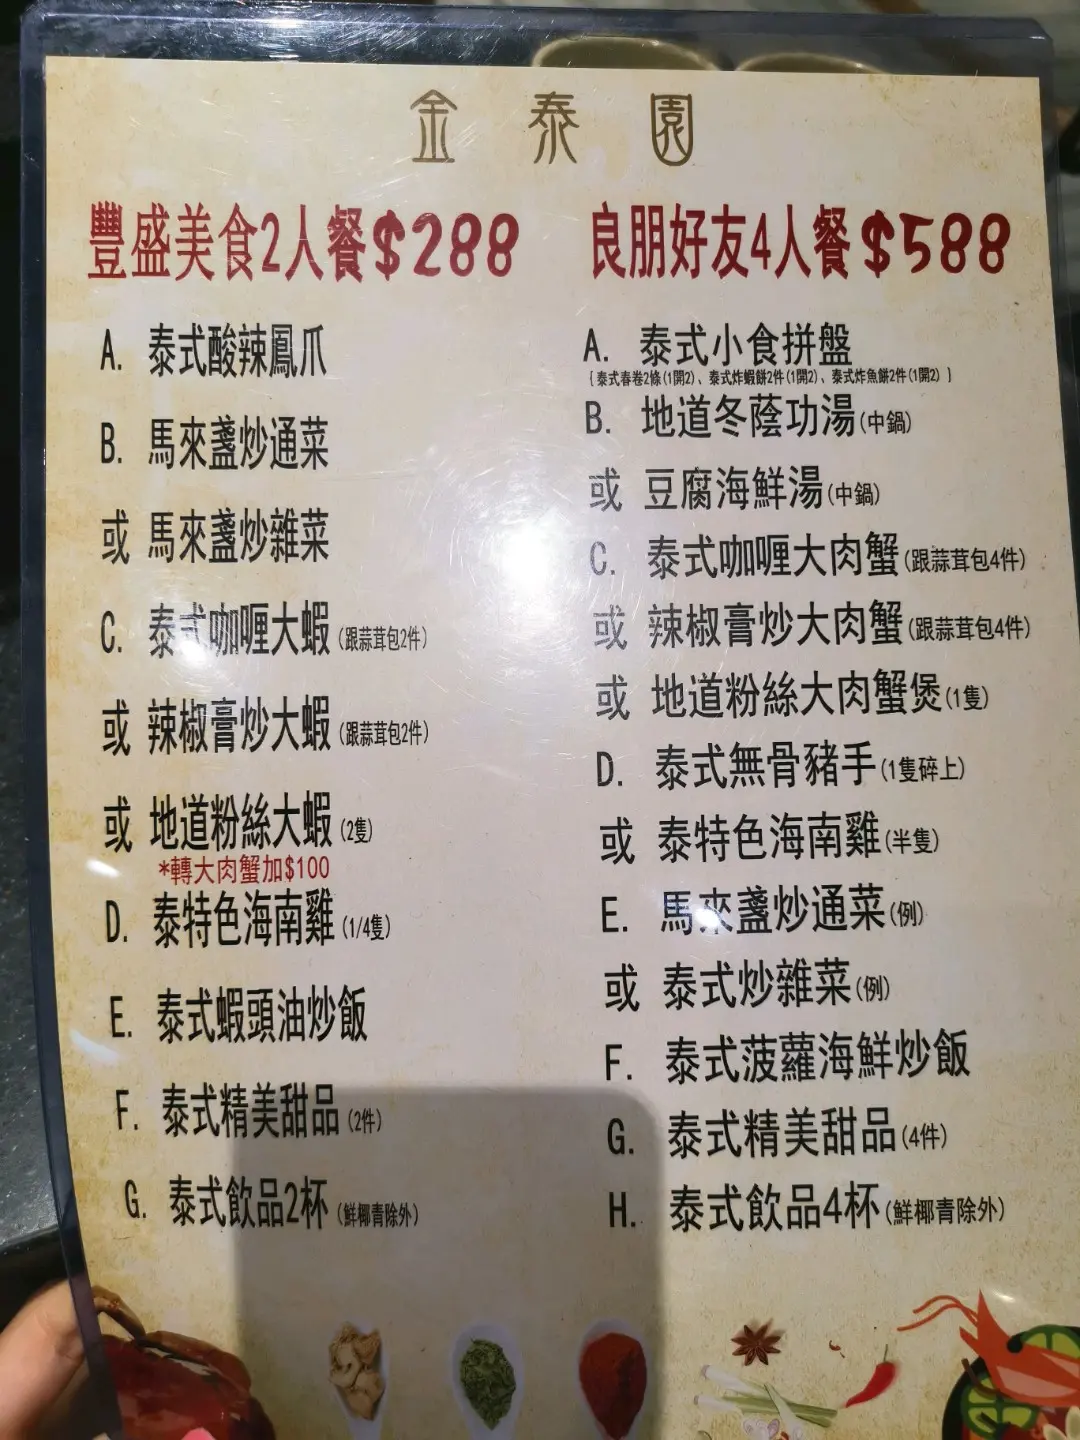 金泰園
豐盛美食2人餐$288
A. 泰式酸辣鳳爪
B. 馬來盞炒通菜
或 馬來盞炒雜菜
C. 泰式咖喱大蝦(跟蒜茸包2件)
或 辣椒膏炒大蝦(跟蒜茸包2件)
或 地道粉絲大蝦(2隻)
*轉大肉蟹加$100
D. 泰特色海南雞(1/4隻)
E. 泰式蝦頭油炒飯
F. 泰式精美甜品(2件)
G. 泰式飲品2杯(鮮椰青除外)
良朋好友4人餐$588
A. 泰式小食拼盤
{泰式春卷2條(1開2)、泰式炸蝦餅2件(1開2)、泰式炸魚餅2件(1開2)}
B. 地道冬蔭功湯(中鍋)
或 豆腐海鮮湯(中鍋)
C. 泰式咖喱大肉蟹(跟蒜茸包4件)
或 辣椒膏炒大肉蟹(跟蒜茸包4件)
或 地道粉絲大肉蟹煲(1隻)
D. 泰式無骨豬手(1隻碎上)
或 泰特色海南雞(半隻)
E. 馬來盞炒通菜(例)
或 泰式炒雜菜(例)
F. 泰式菠蘿海鮮炒飯
G. 泰式精美甜品(4件)
H. 泰式飲品4杯(鮮椰青除外)